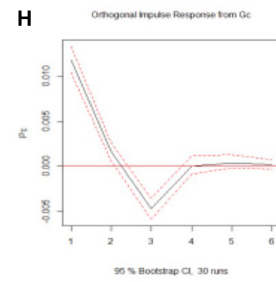 H
Orthogonal Impulse Response from Gc
Pc
0.010
0.005
0.000
-0.005
1 2 3 4 5 6
95 % Bootstrap CI, 30 runs